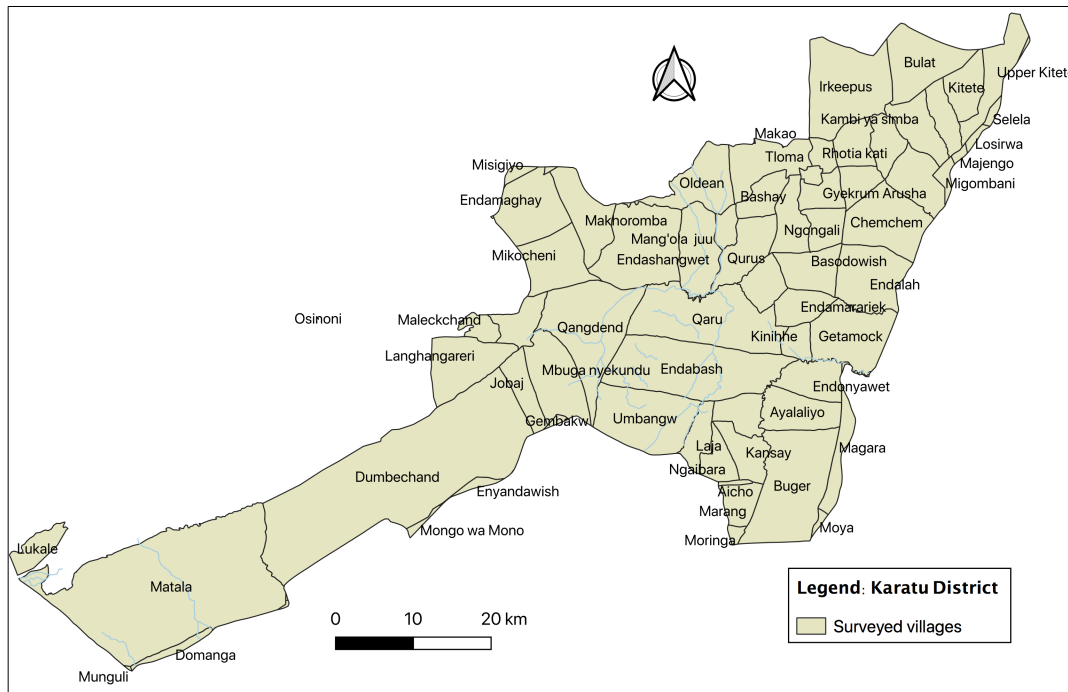 Bulat
Upper Kitete
Irkeepus
Kitete
Kambi ya simba
Selela
Makao
Losirwa
Tloma
Rhotia kati
Majengo
Misigiyo
Oldean
Migombani
Endamaghay
Bashay
Gyekrum Arusha
Makhoromba
Chemchem
Mang'ola juu
Ngongali
Mikocheni
Endashangwet
Qurus
Basodowish
Endalah
Osinoni
Maleckchand
Qangdend
Qaru
Endamarariek
Kinihhe
Getamock
Langhangareri
Jobaj
Mbuga nyekundu
Endabash
Endonyawet
Gembakw
Umbangw
Ayalaliyo
Laja
Kansay
Magara
Dumbechand
Ngaibara
Enyandawish
Aicho
Buger
Marang
Mongo wa Mono
Moya
Moringa
Lukale
Matala
Domanga
Munguli
0 10 20 km
Legend: Karatu District
Surveyed villages